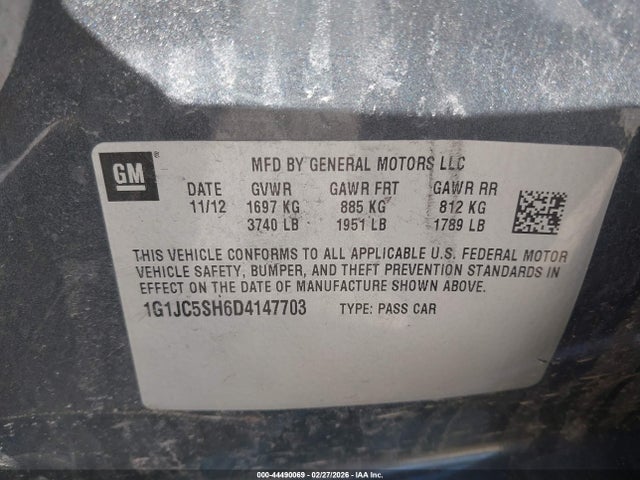 GM
MFD BY GENERAL MOTORS LLC
DATE GVWR GAWR FRT GAWR RR
11/12 1697 KG 885 KG 812 KG
3740 LB 1951 LB 1789 LB
THIS VEHICLE CONFORMS TO ALL APPLICABLE U.S. FEDERAL MOTOR
VEHICLE SAFETY, BUMPER, AND THEFT PREVENTION STANDARDS IN
EFFECT ON THE DATE OF MANUFACTURE SHOWN ABOVE.
1G1JC5SH6D4147703 TYPE: PASS CAR
000-44490069 | 02/27/2026 - IAA Inc.